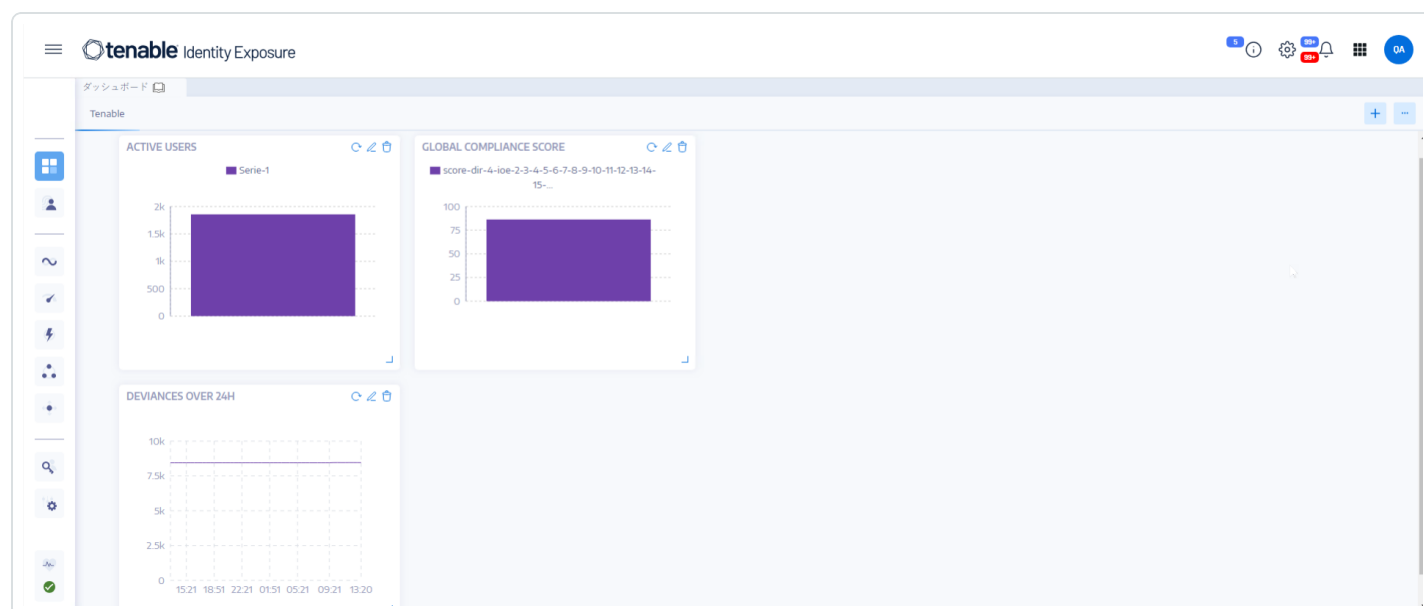 tenable Identity Exposure
5
99+
99+
QA
ダッシュボード
Tenable
ACTIVE USERS
Serie-1
2k
1.5k
1k
500
0
GLOBAL COMPLIANCE SCORE
score-dir-4-ioe-2-3-4-5-6-7-8-9-10-11-12-13-14-
15-...
100
75
50
25
0
DEVIANCES OVER 24H
10k
7.5k
5k
2.5k
0
15:21 18:51 22:21 01:51 05:21 09:21 13:20